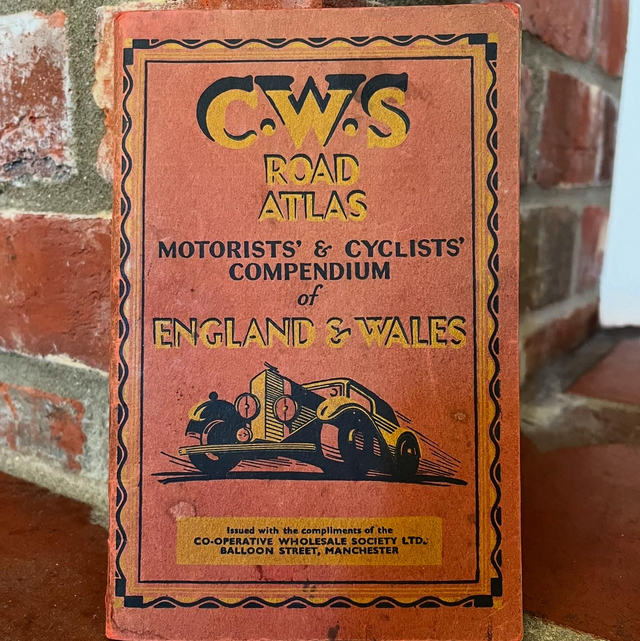 C.W.S
ROAD
ATLAS
MOTORISTS' & CYCLISTS'
COMPENDIUM
of
ENGLAND & WALES
Issued with the compliments of the
CO-OPERATIVE WHOLESALE SOCIETY LTD.
BALLOON STREET, MANCHESTER